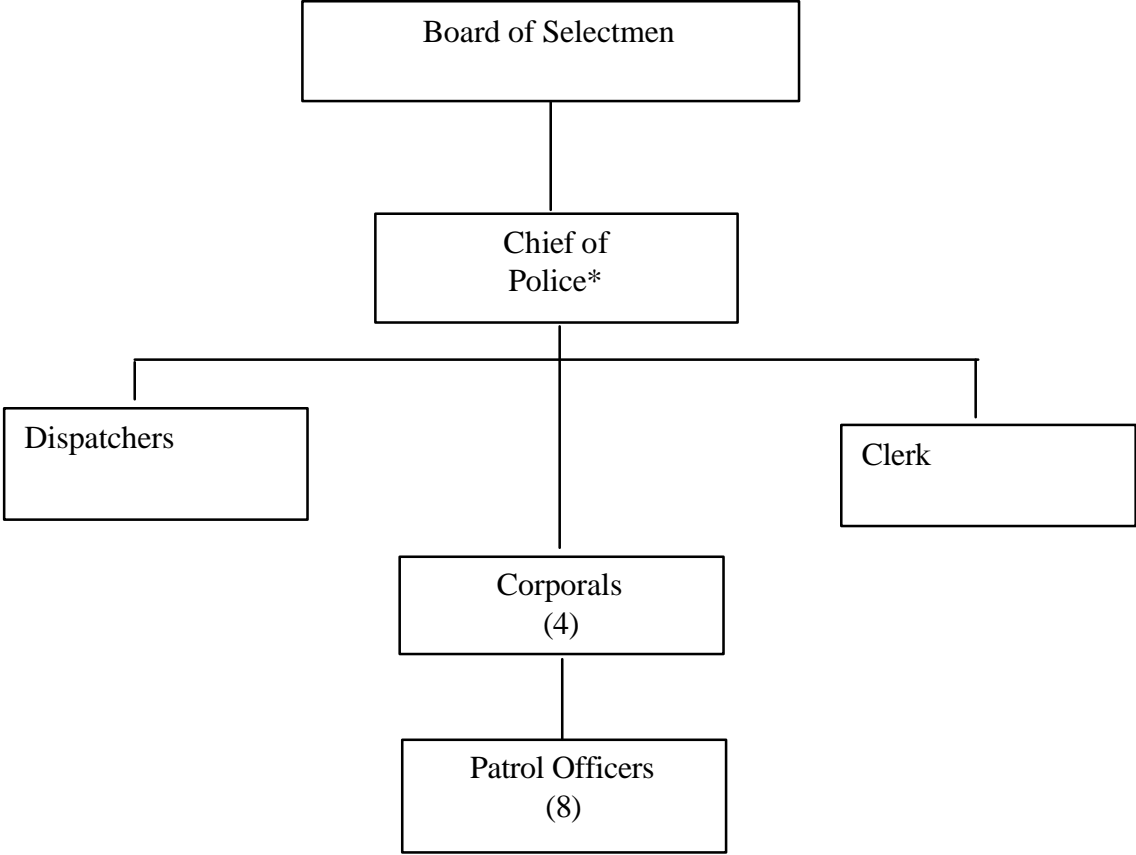 Board of Selectmen
Chief of
Police*
Dispatchers
Clerk
Corporals
(4)
Patrol Officers
(8)